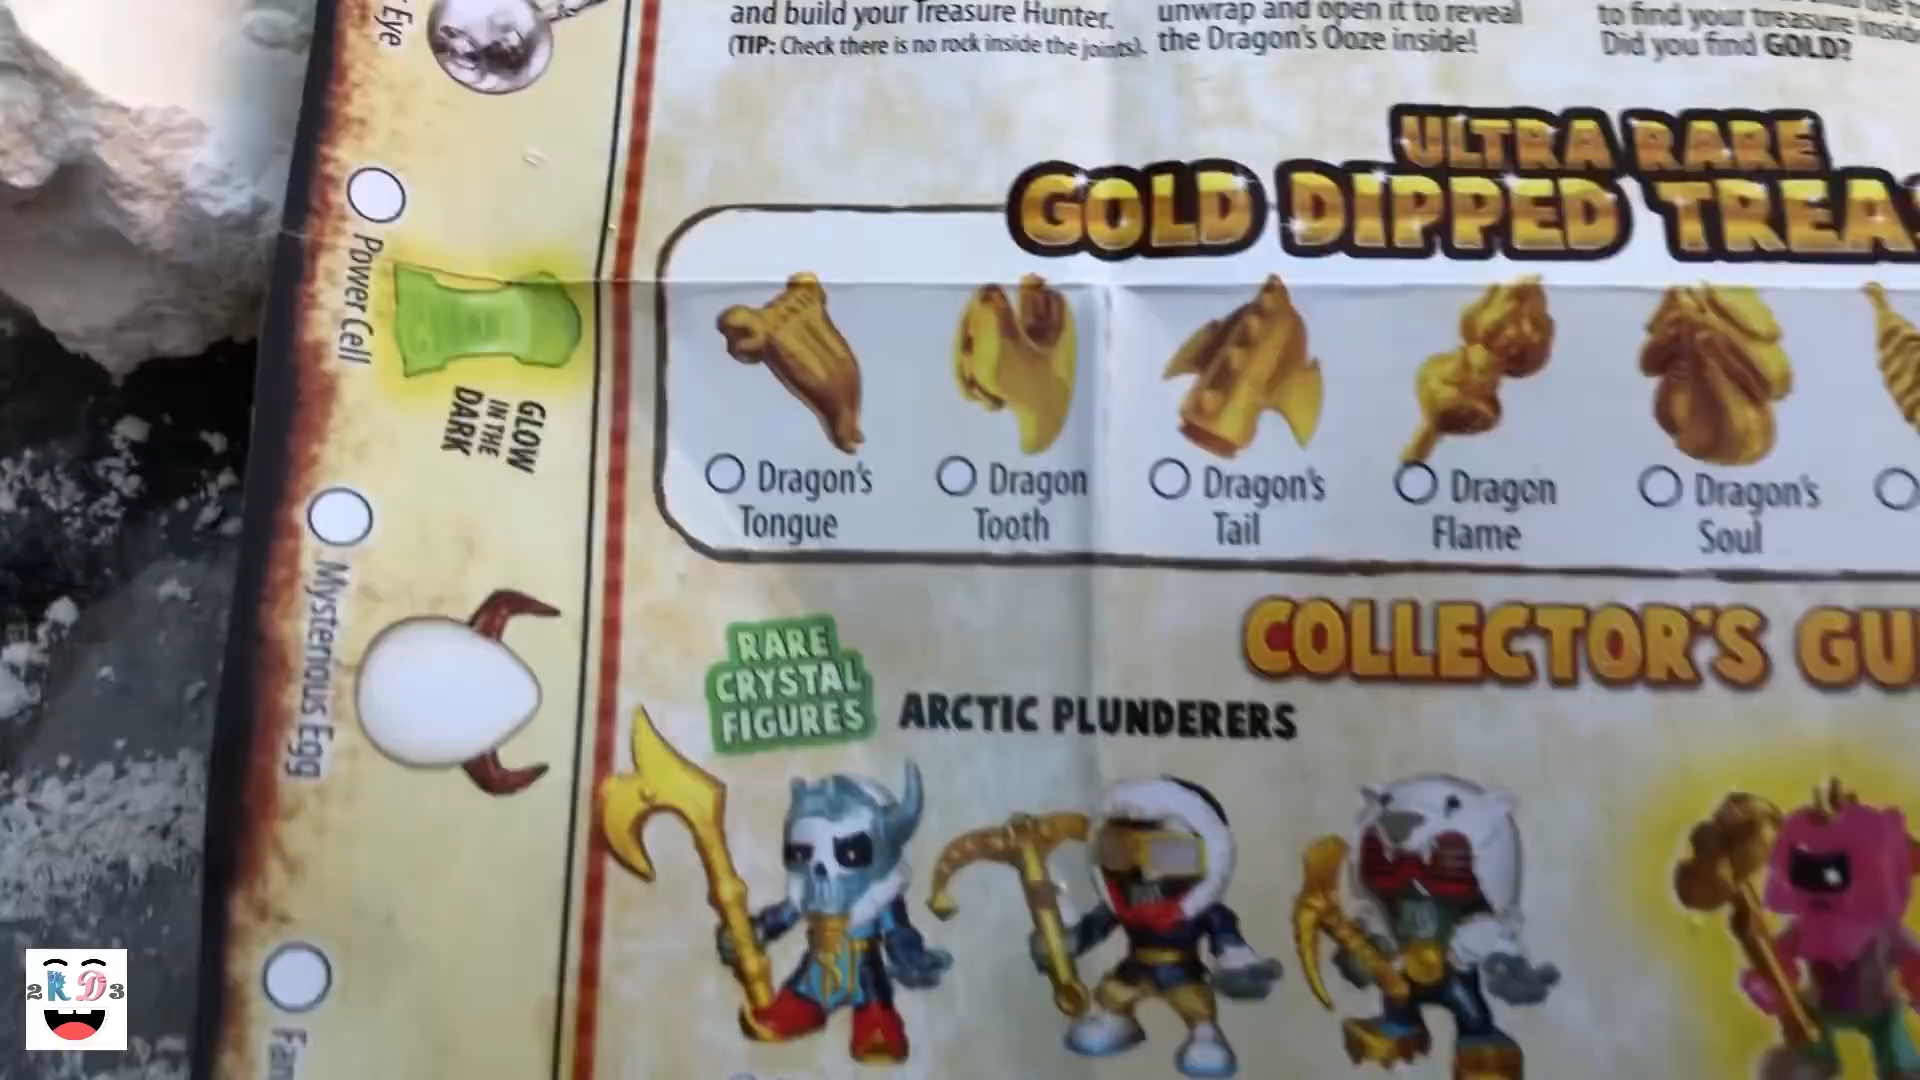 and build your Treasure Hunter.
(TIP: Check there is no rock inside the joints).
unwrap and open it to reveal
the Dragon's Ooze inside!
to find your treasure inside
Did you find GOLD?
ULTRA RARE
GOLD DIPPED TREAS
Dragon's
Tongue
Dragon
Tooth
Dragon's
Tail
Dragon
Flame
Dragon's
Soul
COLLECTOR'S GU
RARE
CRYSTAL
FIGURES
ARCTIC PLUNDERERS
Eye
Power Cell
GLOW
IN THE
DARK
Mysterious Egg
Fan
2RD3